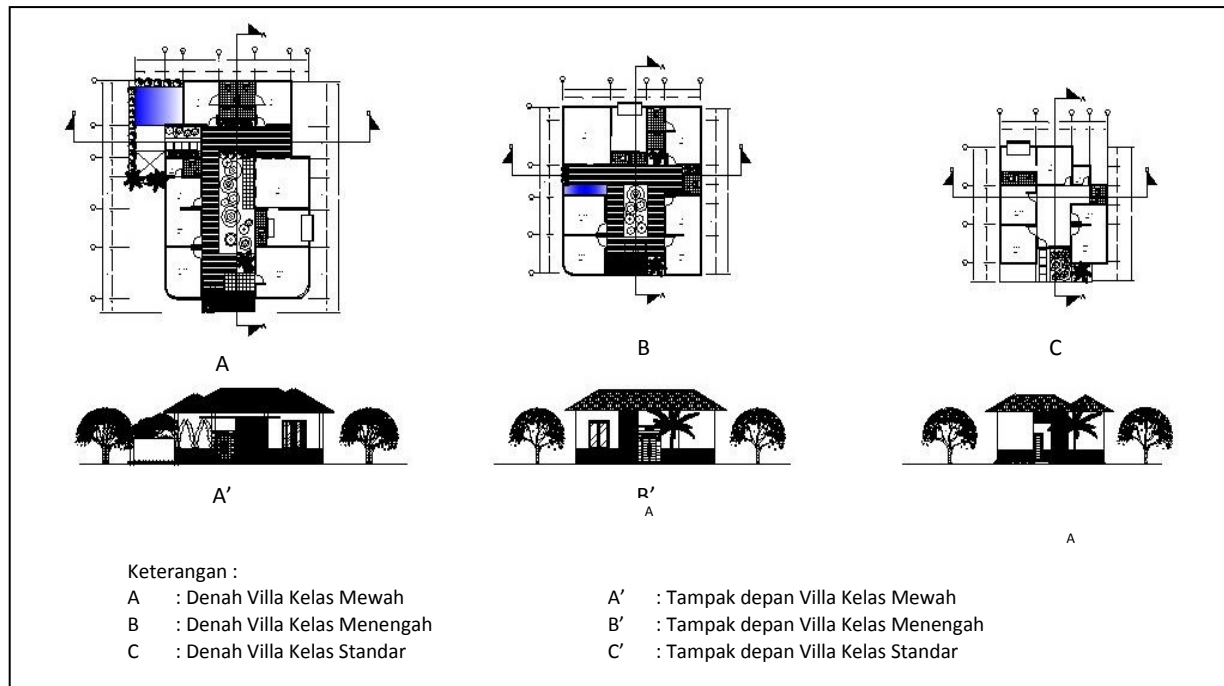 A
B
C
A’
B’
A
A
Keterangan :
A : Denah Villa Kelas Mewah
B : Denah Villa Kelas Menengah
C : Denah Villa Kelas Standar
A’ : Tampak depan Villa Kelas Mewah
B’ : Tampak depan Villa Kelas Menengah
C’ : Tampak depan Villa Kelas Standar